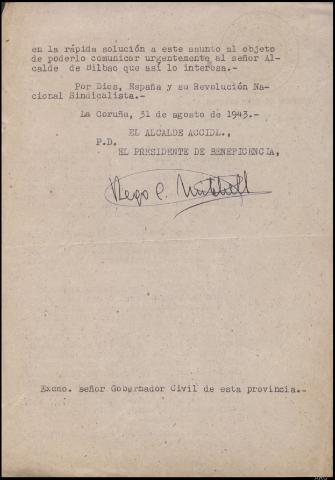 en la rápida solución a este asunto al objeto
de poderlo comunicar urgentemente al señor Al-
calde de Bilbao que así lo interesa.-
Por Dios, España y su Revolución Na-
cional Sindicalista.-
La Coruña, 31 de agosto de 1943.-
EL ALCALDE ACCIDL.,
P.D.
EL PRESIDENTE DE BENEFICENCIA,
Excmo. señor Gobernador Civil de esta provincia.-